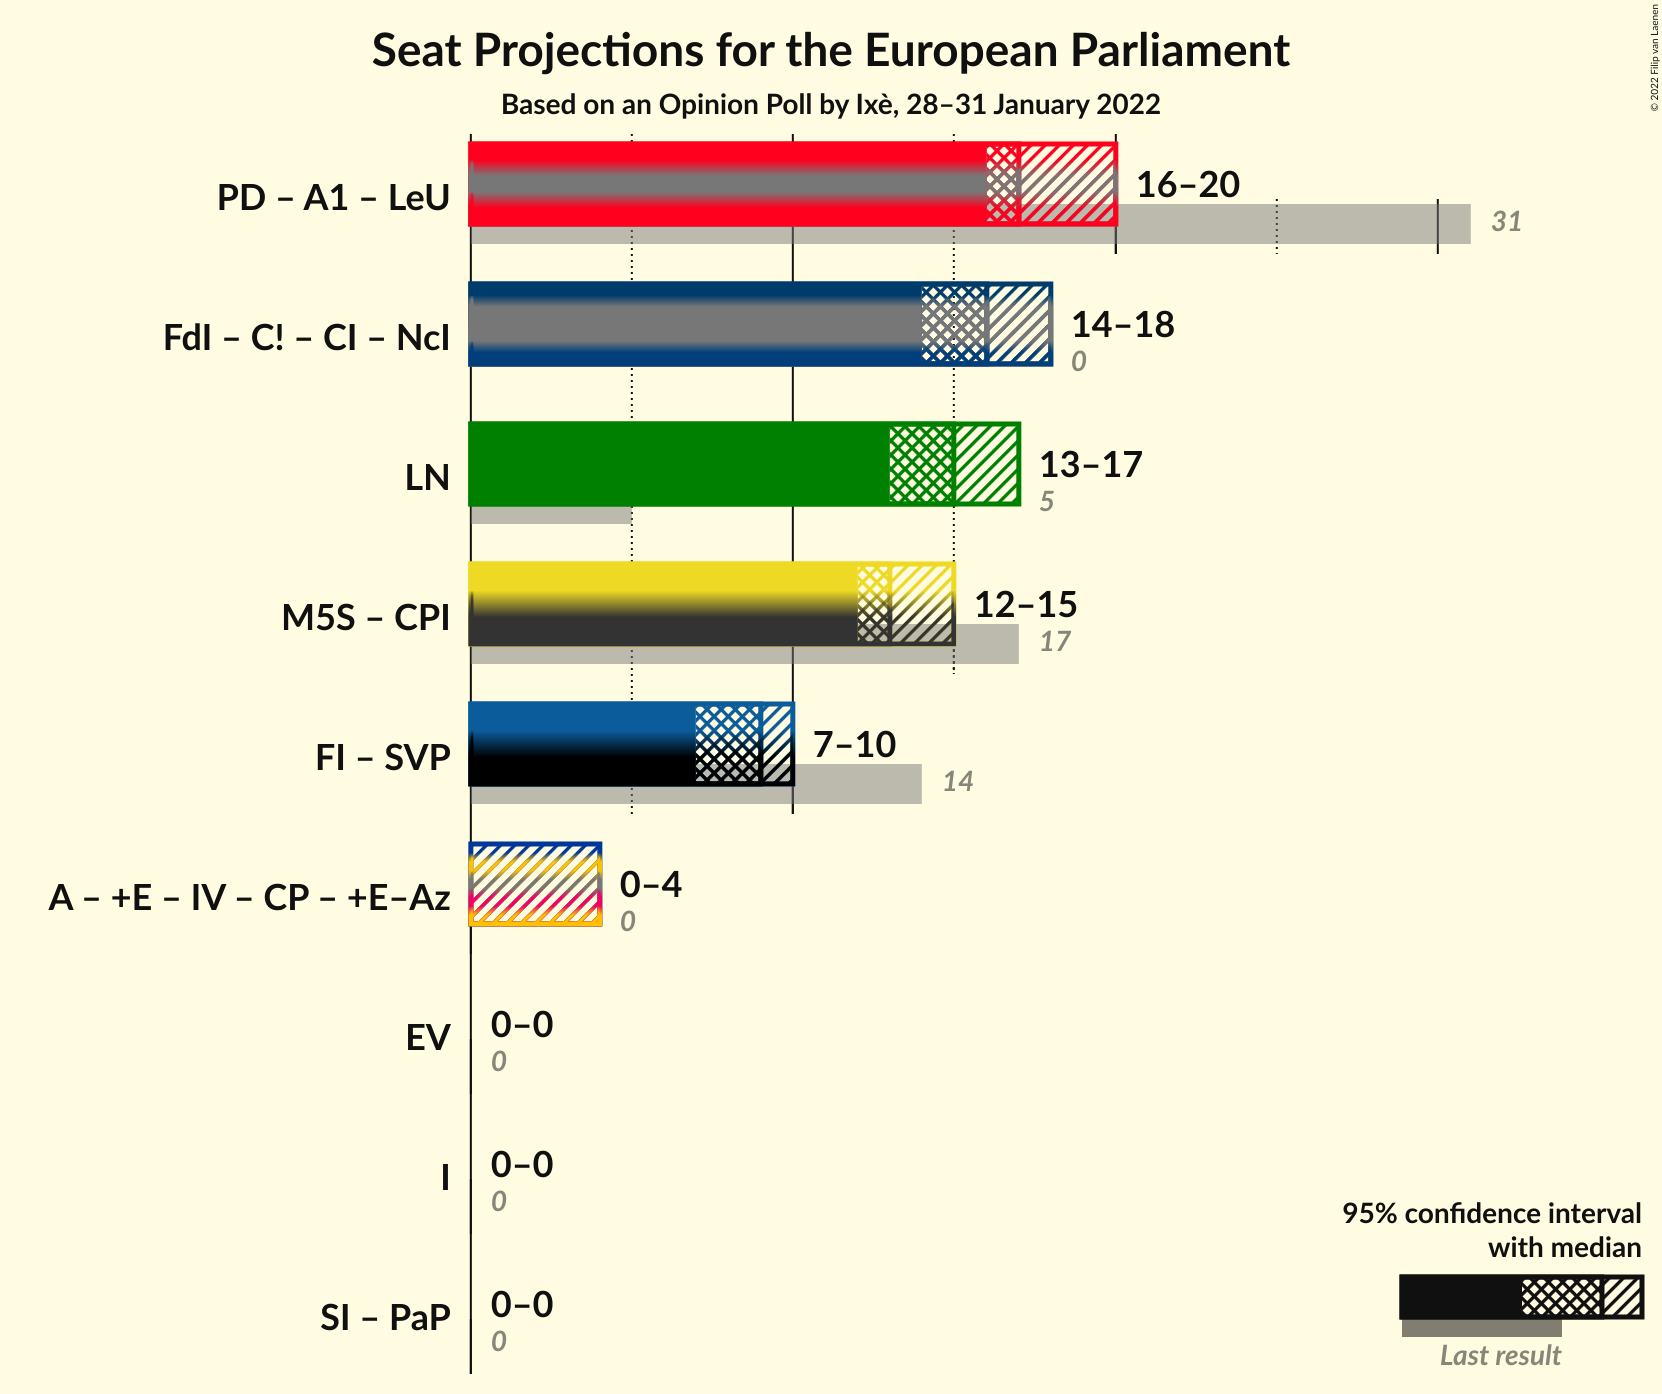 Seat Projections for the European Parliament
Based on an Opinion Poll by Ixè, 28–31 January 2022
© 2022 Filip van Laenen
PD – A1 – LeU
16–20
31
FdI – C! – CI – NcI
14–18
0
LN
13–17
5
M5S – CPI
12–15
17
FI – SVP
7–10
14
A – +E – IV – CP – +E–Az
0–4
0
EV
0–0
0
I
0–0
0
SI – PaP
0–0
0
95% confidence interval
with median
Last result